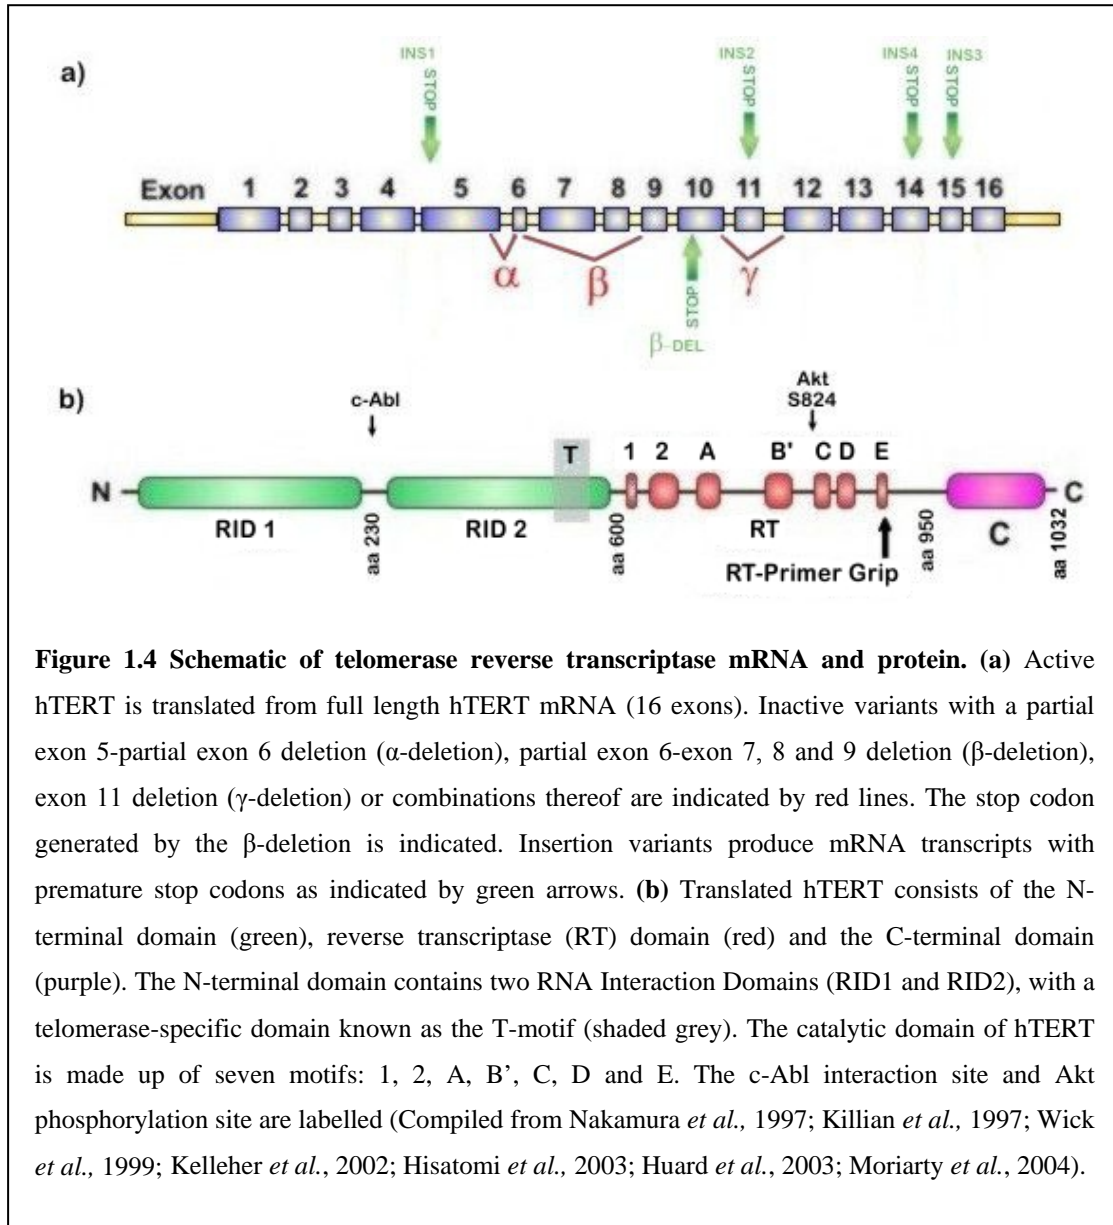 a)
INS1 STOP
INS2 STOP
INS4 STOP
INS3 STOP
Exon 1 2 3 4 5 6 7 8 9 10 11 12 13 14 15 16
α β γ
STOP
β-DEL
b)
c-Abl
Akt
S824
T 1 2 A B' C D E
N C
RID 1 RID 2 RT C
aa 230 aa 600 aa 950 aa 1032
RT-Primer Grip
Figure 1.4 Schematic of telomerase reverse transcriptase mRNA and protein. (a) Active
hTERT is translated from full length hTERT mRNA (16 exons). Inactive variants with a partial
exon 5-partial exon 6 deletion (α-deletion), partial exon 6-exon 7, 8 and 9 deletion (β-deletion),
exon 11 deletion (γ-deletion) or combinations thereof are indicated by red lines. The stop codon
generated by the β-deletion is indicated. Insertion variants produce mRNA transcripts with
premature stop codons as indicated by green arrows. (b) Translated hTERT consists of the N-
terminal domain (green), reverse transcriptase (RT) domain (red) and the C-terminal domain
(purple). The N-terminal domain contains two RNA Interaction Domains (RID1 and RID2), with a
telomerase-specific domain known as the T-motif (shaded grey). The catalytic domain of hTERT
is made up of seven motifs: 1, 2, A, B’, C, D and E. The c-Abl interaction site and Akt
phosphorylation site are labelled (Compiled from Nakamura et al., 1997; Killian et al., 1997; Wick
et al., 1999; Kelleher et al., 2002; Hisatomi et al., 2003; Huard et al., 2003; Moriarty et al., 2004).